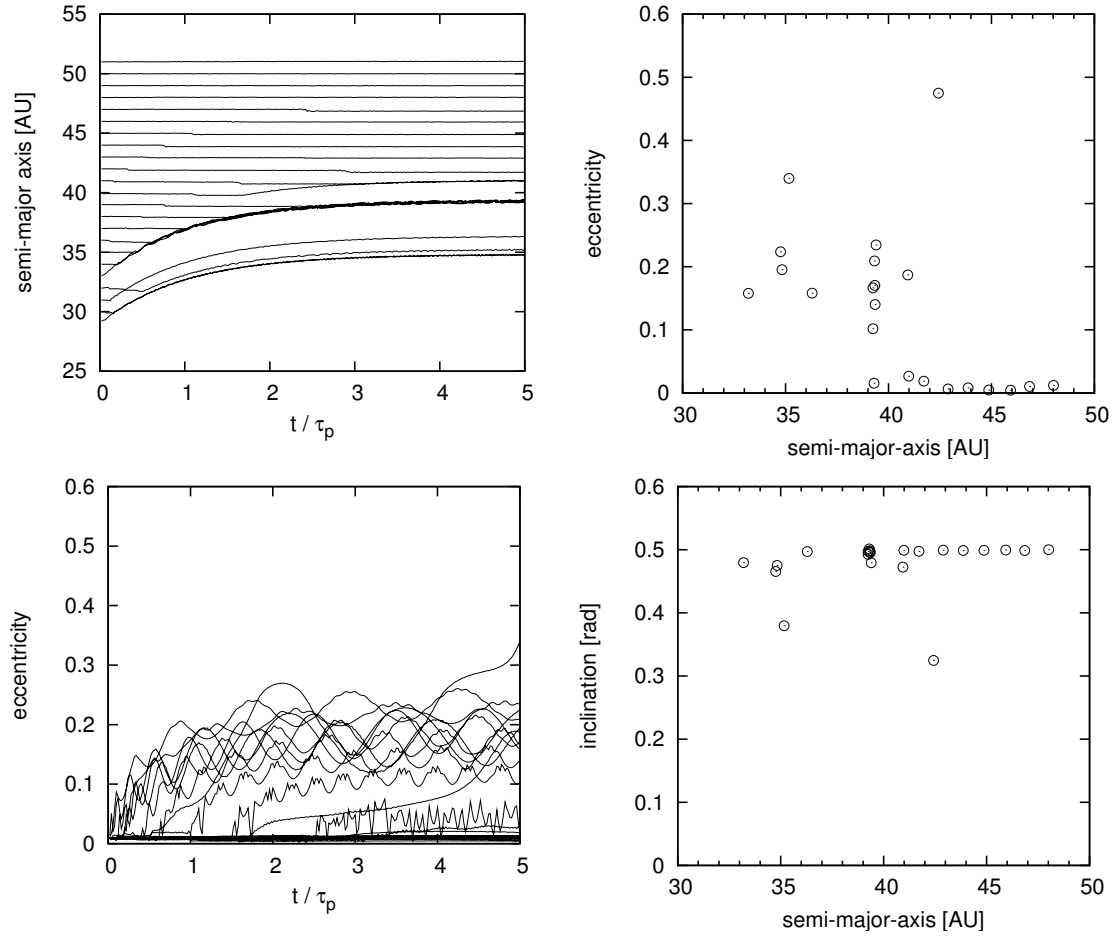 55
50
45
40
35
30
25
semi-major axis [AU]
0 1 2 3 4 5
t / τp
0.6
0.5
0.4
0.3
0.2
0.1
0
eccentricity
30 35 40 45 50
semi-major-axis [AU]
0.6
0.5
0.4
0.3
0.2
0.1
0
eccentricity
0 1 2 3 4 5
t / τp
0.6
0.5
0.4
0.3
0.2
0.1
0
inclination [rad]
30 35 40 45 50
semi-major-axis [AU]